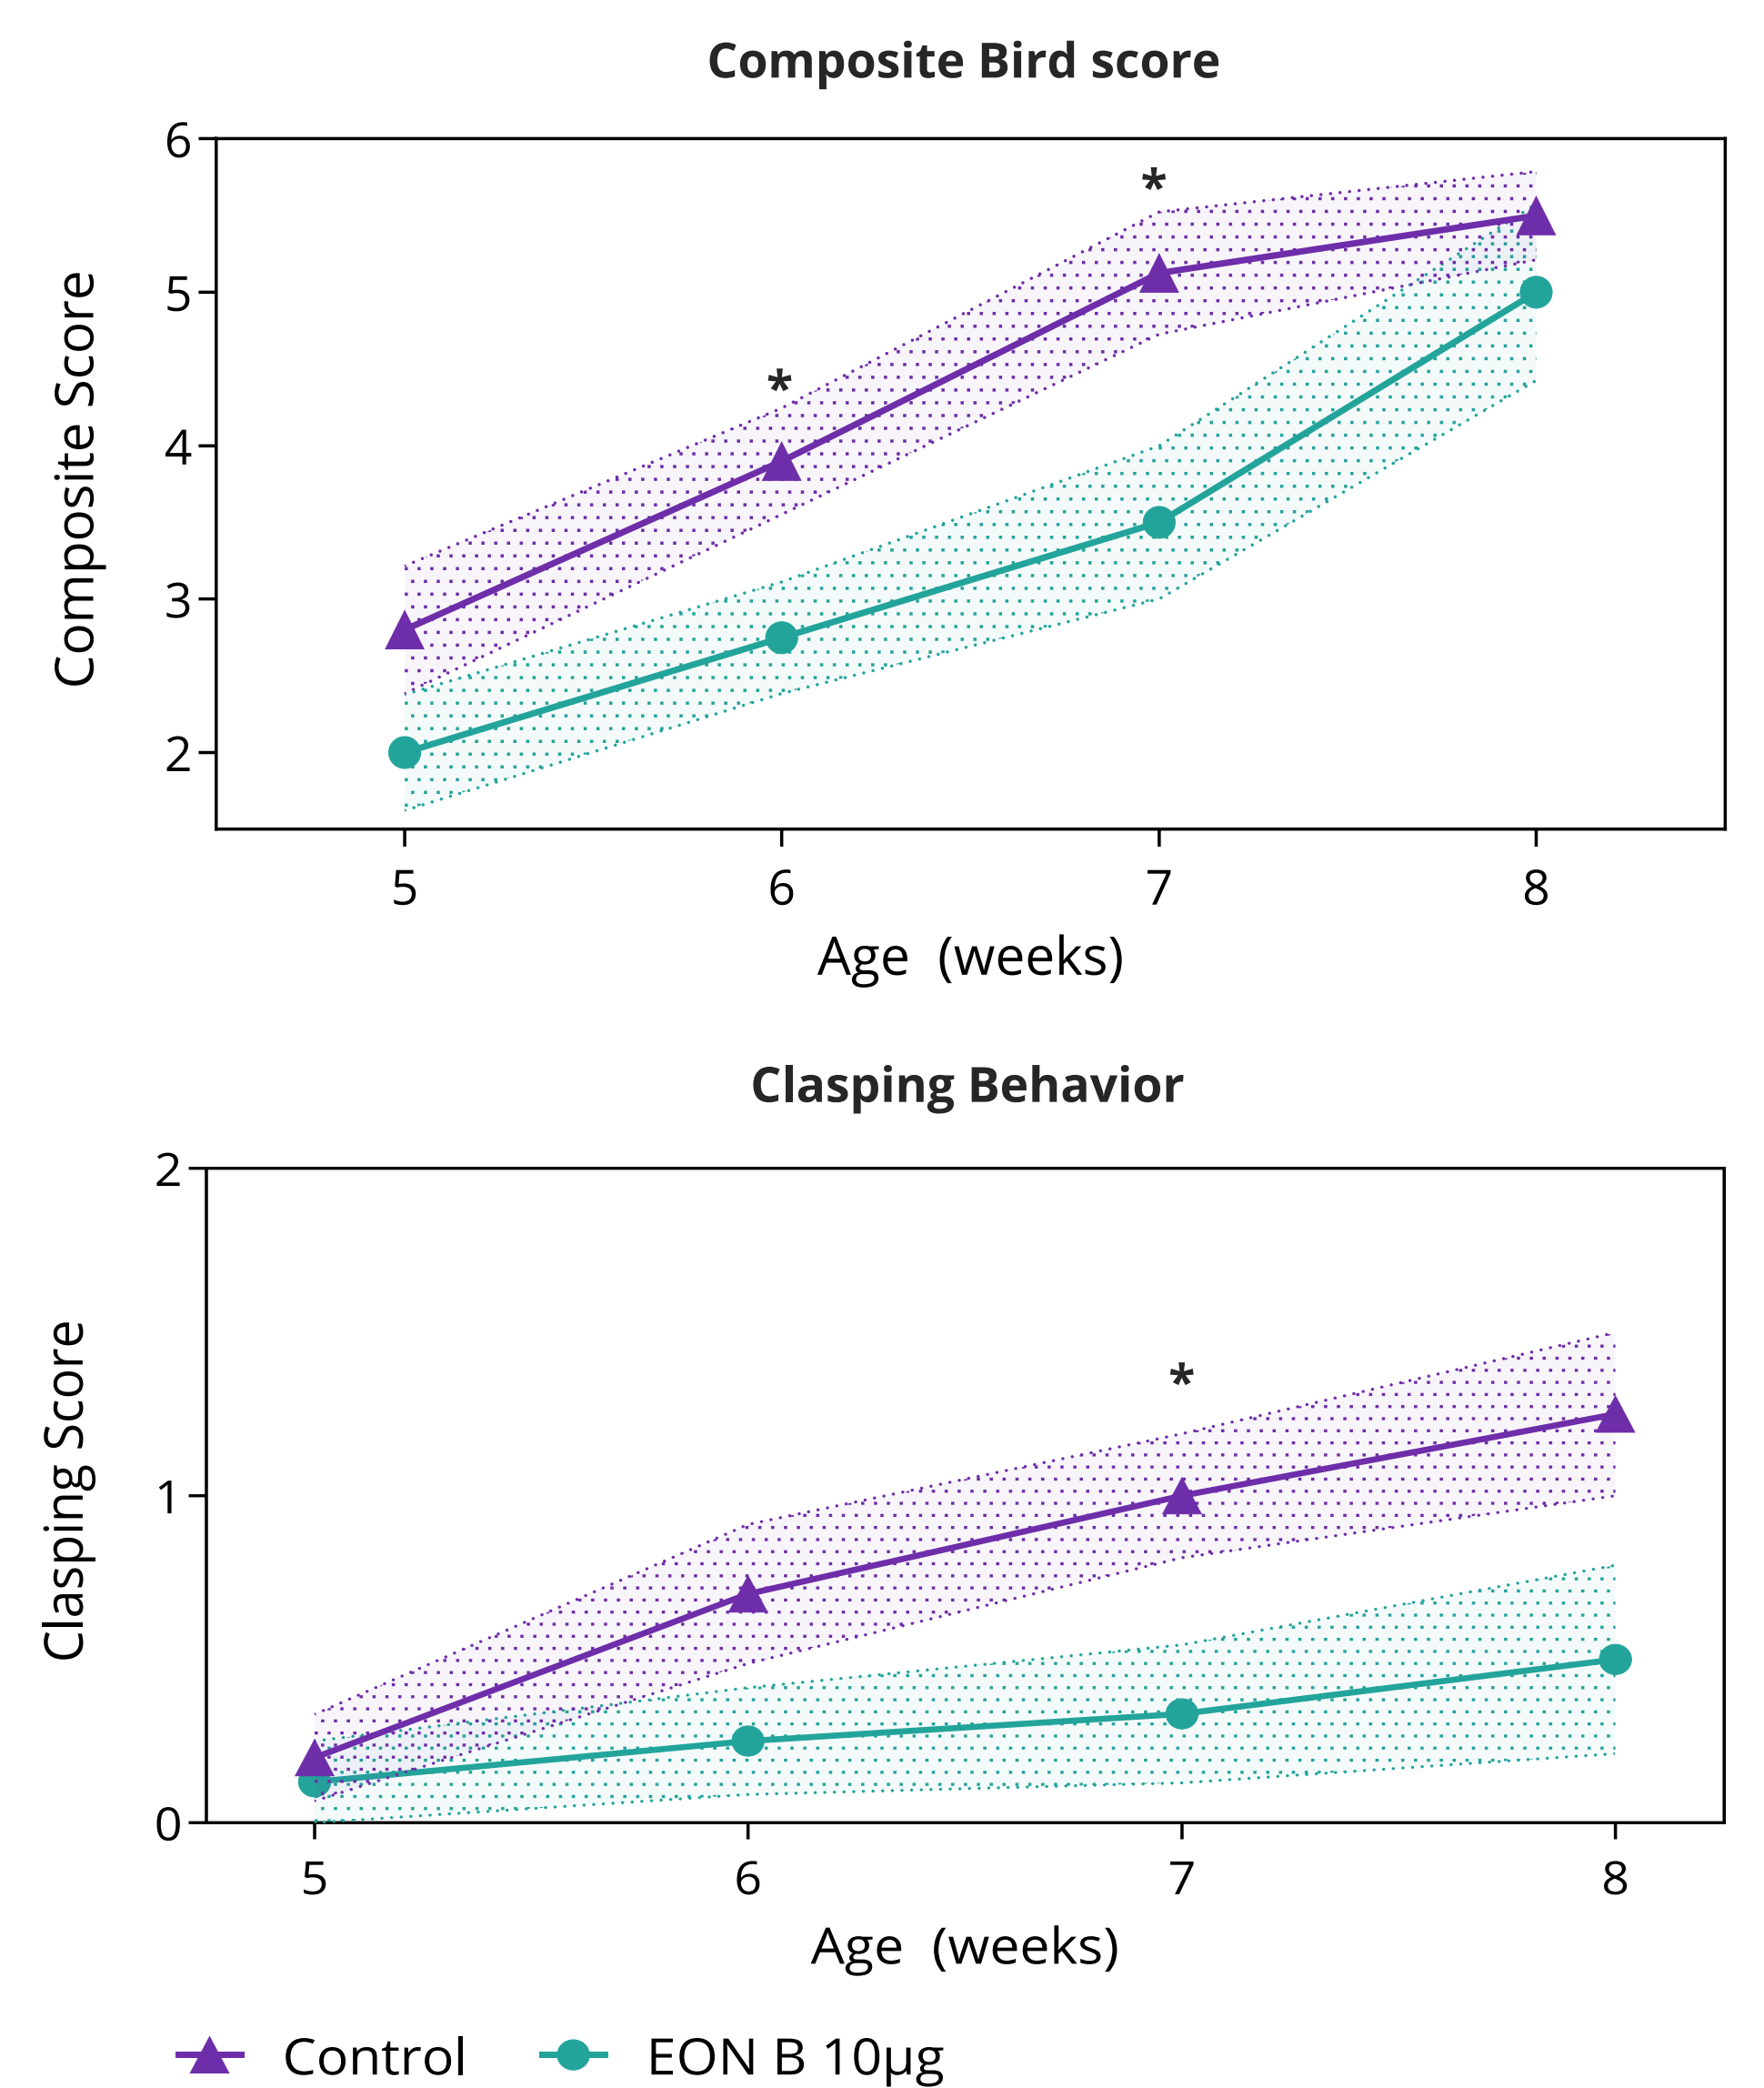 Composite Bird score
6
5
4
3
2
Composite Score
*
*
5 6 7 8
Age (weeks)
Clasping Behavior
2
1
0
Clasping Score
*
5 6 7 8
Age (weeks)
Control EON B 10µg